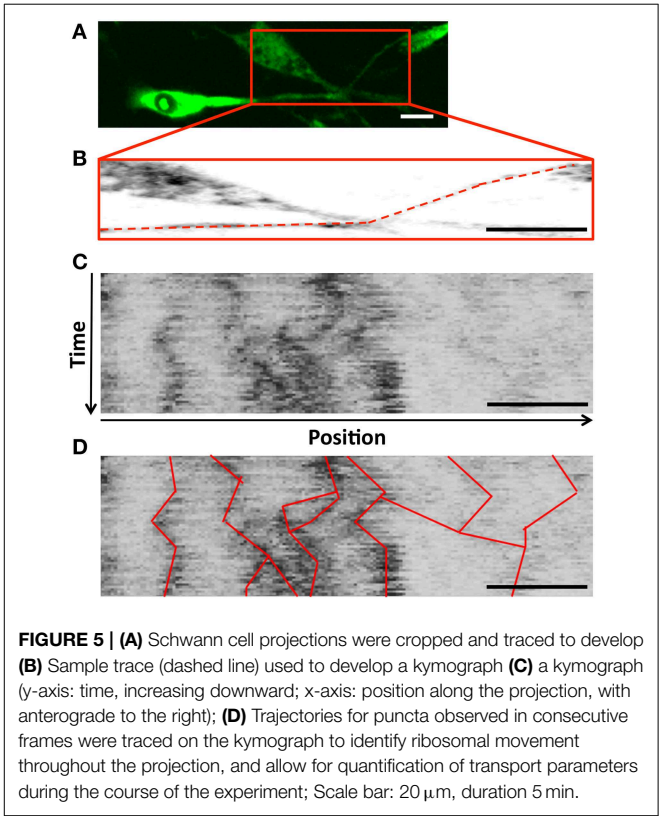 A
B
C
Time
Position
D
FIGURE 5 | (A) Schwann cell projections were cropped and traced to develop
(B) Sample trace (dashed line) used to develop a kymograph (C) a kymograph
(y-axis: time, increasing downward; x-axis: position along the projection, with
anterograde to the right); (D) Trajectories for puncta observed in consecutive
frames were traced on the kymograph to identify ribosomal movement
throughout the projection, and allow for quantification of transport parameters
during the course of the experiment; Scale bar: 20 μm, duration 5 min.